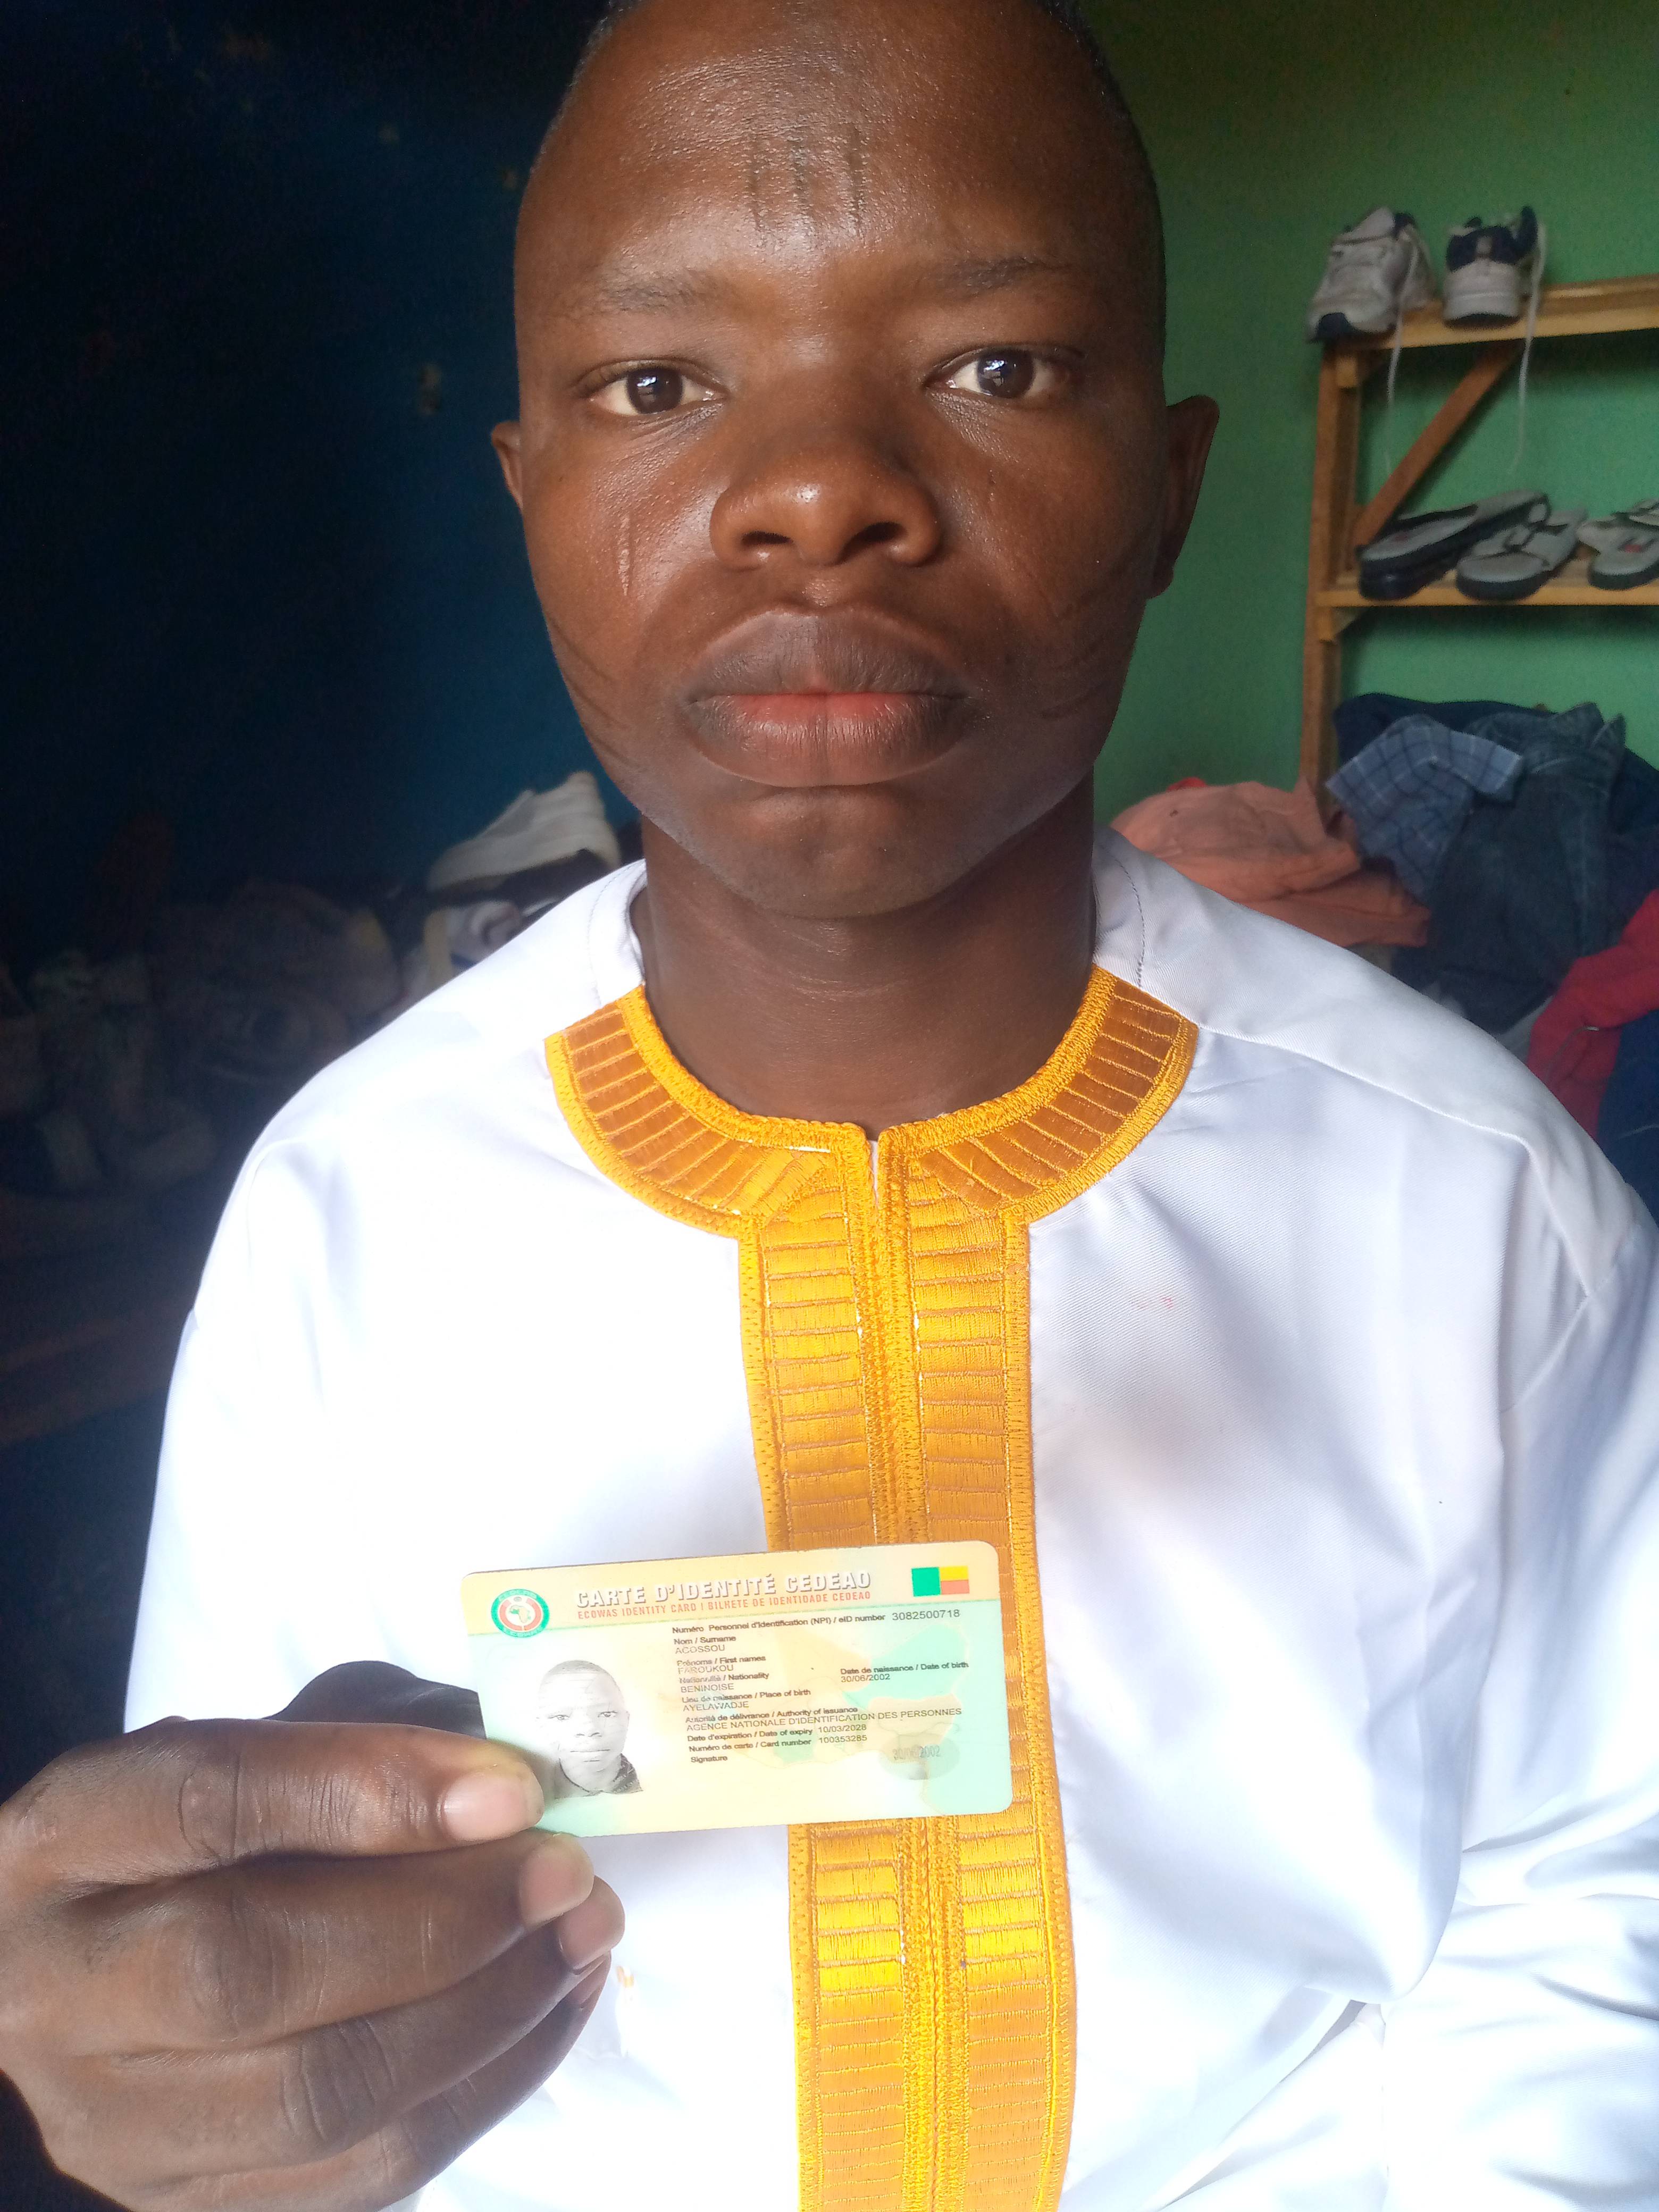 CARTE D'IDENTITÉ CEDEAO
ECOWAS IDENTITY CARD | BILHETE DE IDENTIDADE CEDEAO
Numéro Personnel d'Identification (NPI) / eID number 3082500718
Nom / Surname
ACOSSOU
Prénoms / First names
FAROUKOU
Nationalité / Nationality
BENINOISE
Date de naissance / Date of birth
30/06/2002
Lieu de naissance / Place of birth
AYELAWADJE
Autorité de délivrance / Authority of issuance
AGENCE NATIONALE D'IDENTIFICATION DES PERSONNES
Date d'expiration / Date of expiry 10/03/2028
Numéro de carte / Card number 100353285
Signature